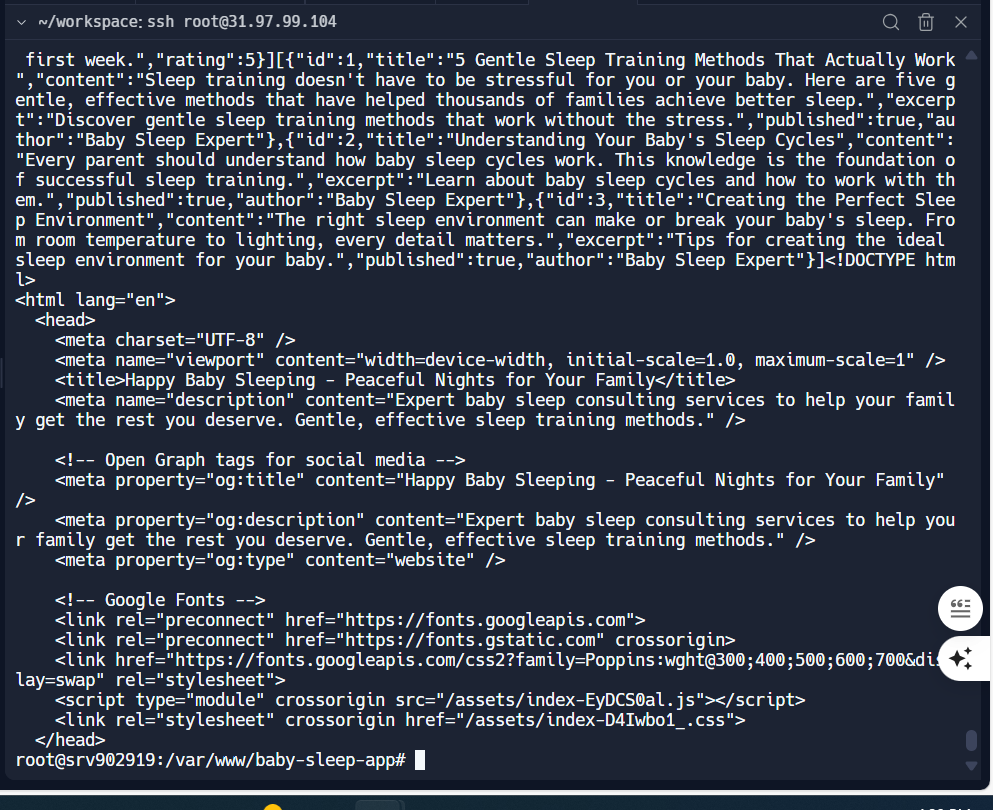 ~/workspace: ssh root@31.97.99.104
 first week.","rating":5}][{"id":1,"title":"5 Gentle Sleep Training Methods That Actually Work
","content":"Sleep training doesn't have to be stressful for you or your baby. Here are five g
entle, effective methods that have helped thousands of families achieve better sleep.","excerp
t":"Discover gentle sleep training methods that work without the stress.","published":true,"au
thor":"Baby Sleep Expert"},{"id":2,"title":"Understanding Your Baby's Sleep Cycles","content":
"Every parent should understand how baby sleep cycles work. This knowledge is the foundation o
f successful sleep training.","excerpt":"Learn about baby sleep cycles and how to work with th
em.","published":true,"author":"Baby Sleep Expert"},{"id":3,"title":"Creating the Perfect Slee
p Environment","content":"The right sleep environment can make or break your baby's sleep. Fro
m room temperature to lighting, every detail matters.","excerpt":"Tips for creating the ideal
sleep environment for your baby.","published":true,"author":"Baby Sleep Expert"}]<!DOCTYPE htm
l>
<html lang="en">
  <head>
    <meta charset="UTF-8" />
    <meta name="viewport" content="width=device-width, initial-scale=1.0, maximum-scale=1" />
    <title>Happy Baby Sleeping - Peaceful Nights for Your Family</title>
    <meta name="description" content="Expert baby sleep consulting services to help your famil
y get the rest you deserve. Gentle, effective sleep training methods." />
    <!-- Open Graph tags for social media -->
    <meta property="og:title" content="Happy Baby Sleeping - Peaceful Nights for Your Family"
/>
    <meta property="og:description" content="Expert baby sleep consulting services to help you
r family get the rest you deserve. Gentle, effective sleep training methods." />
    <meta property="og:type" content="website" />
    <!-- Google Fonts -->
    <link rel="preconnect" href="https://fonts.googleapis.com">
    <link rel="preconnect" href="https://fonts.gstatic.com" crossorigin>
    <link href="https://fonts.googleapis.com/css2?family=Poppins:wght@300;400;500;600;700&dis
lay=swap" rel="stylesheet">
    <script type="module" crossorigin src="/assets/index-EyDCS0al.js"></script>
    <link rel="stylesheet" crossorigin href="/assets/index-D4Iwbo1_.css">
  </head>
root@srv902919:/var/www/baby-sleep-app#